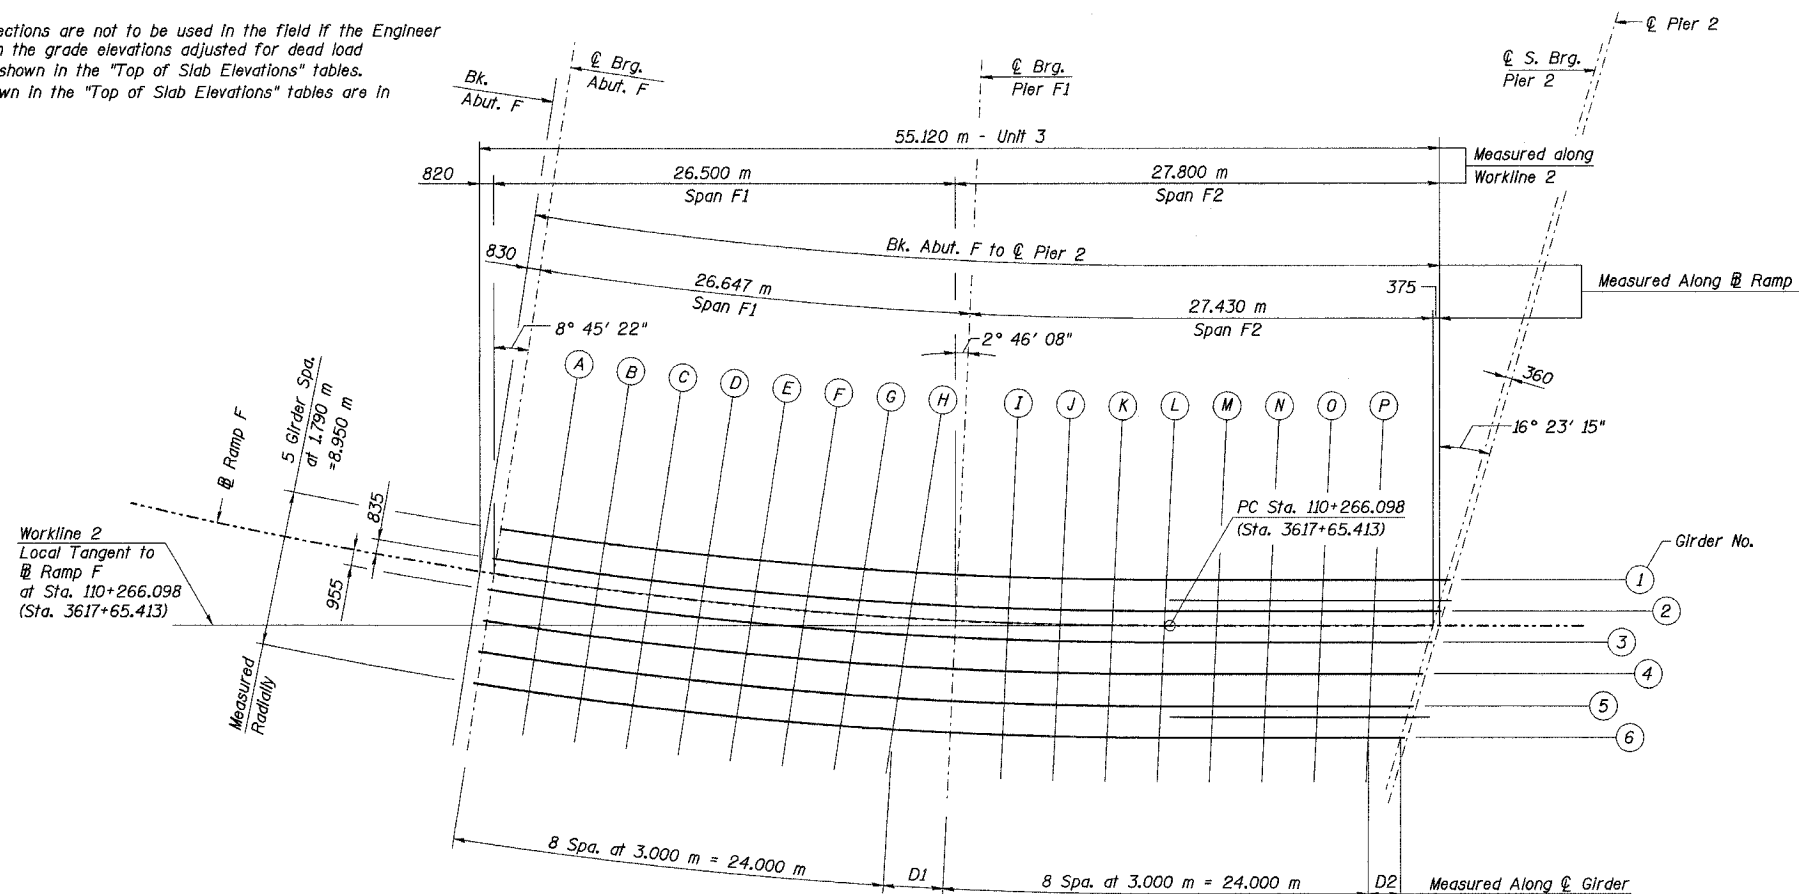 ections are not to be used in the field if the Engineer
the grade elevations adjusted for dead load
shown in the "Top of Slab Elevations" tables.
wn in the "Top of Slab Elevations" tables are in
Bk.
Abut. F
℄ Brg.
Abut. F
℄ Brg.
Pier F1
℄ S. Brg.
Pier 2
℄ Pier 2
55.120 m - Unit 3
820
26.500 m
Span F1
27.800 m
Span F2
Measured along
Workline 2
Bk. Abut. F to ℄ Pier 2
830
26.647 m
Span F1
375
27.430 m
Span F2
Measured Along BL Ramp
8° 45' 22"
2° 46' 08"
360
16° 23' 15"
A
B
C
D
E
F
G
H
I
J
K
L
M
N
O
P
5 Girder Spa.
at 1.790 m
=8.950 m
BL Ramp F
835
955
Measured
Radially
Workline 2
Local Tangent to
BL Ramp F
at Sta. 110+266.098
(Sta. 3617+65.413)
PC Sta. 110+266.098
(Sta. 3617+65.413)
Girder No.
1
2
3
4
5
6
8 Spa. at 3.000 m = 24.000 m
D1
8 Spa. at 3.000 m = 24.000 m
D2
Measured Along ℄ Girder